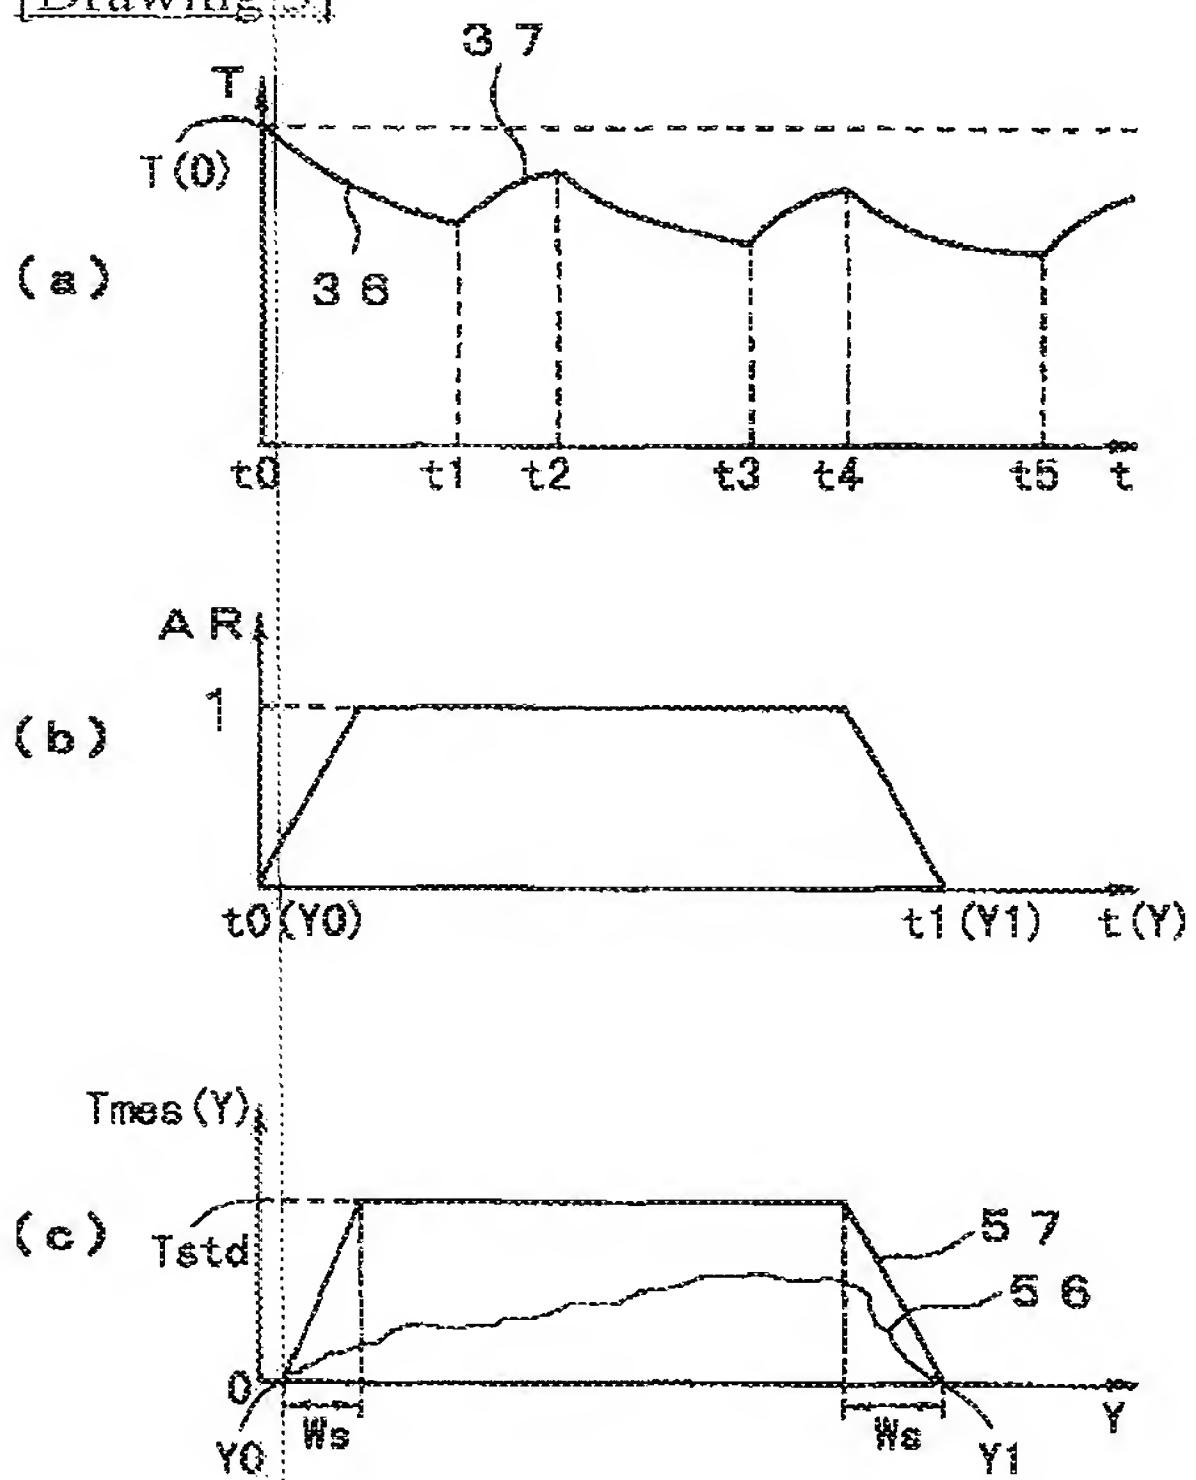 [Drawing 5]
3 7
T
T(0)
3 6
(a)
t0 t1 t2 t3 t4 t5 t
AR
1
(b)
t0(Y0) t1(Y1) t(Y)
Tmes(Y)
(c)
Tstd
5 7
5 6
0
Y0 Ws Ws Y1 Y